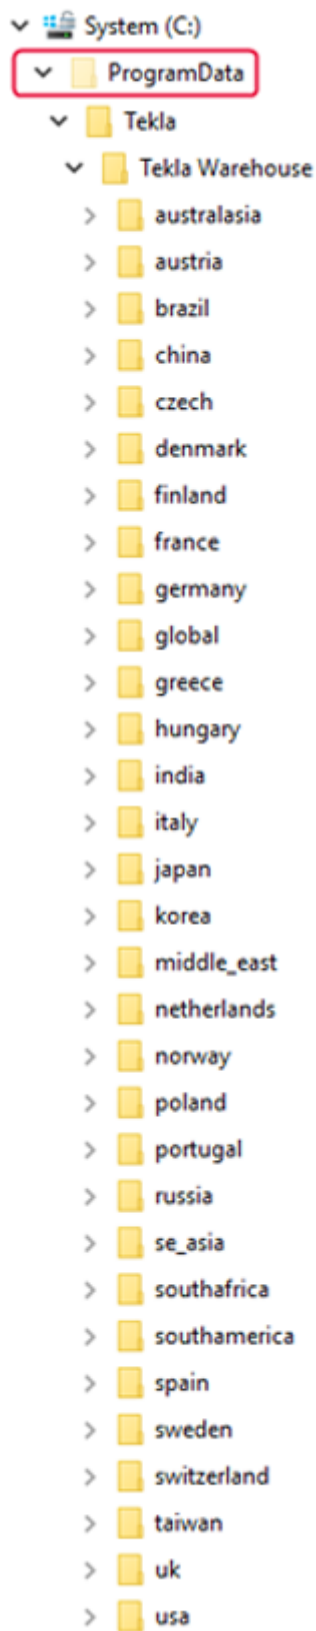 System (C:)
ProgramData
Tekla
Tekla Warehouse
australasia
austria
brazil
china
czech
denmark
finland
france
germany
global
greece
hungary
india
italy
japan
korea
middle_east
netherlands
norway
poland
portugal
russia
se_asia
southafrica
southamerica
spain
sweden
switzerland
taiwan
uk
usa